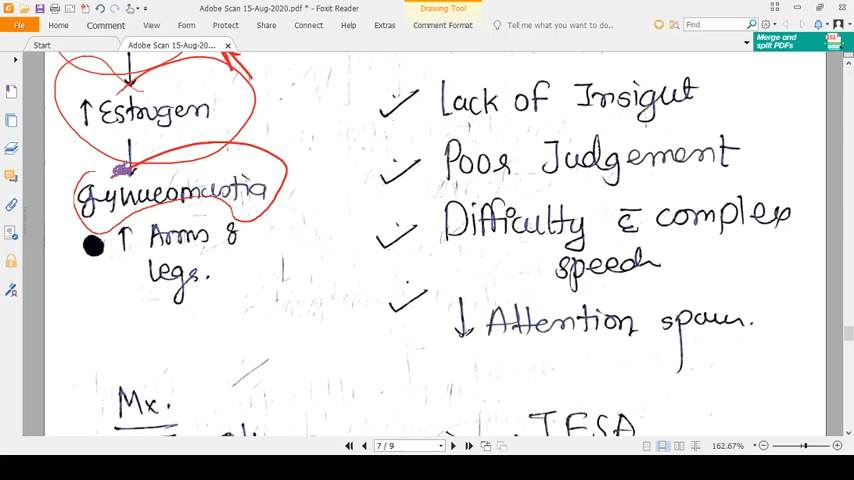 Adobe Scan 15-Aug-2020.pdf * - Foxit Reader
Drawing Tool
File
Home
Comment
View
Form
Protect
Share
Connect
Help
Extras
Comment Format
Tell me what you want to do...
Find
Start
Adobe Scan 15-Aug-20...
Merge and
split PDFs
↑ Estrogen
gynaecomastia
↑ Arms &
legs.
Lack of Insigut
Poor Judgement
Difficulty c̄ complex
speech
↓ Attention span.
Mx.
TESA
7 / 9
162.67%